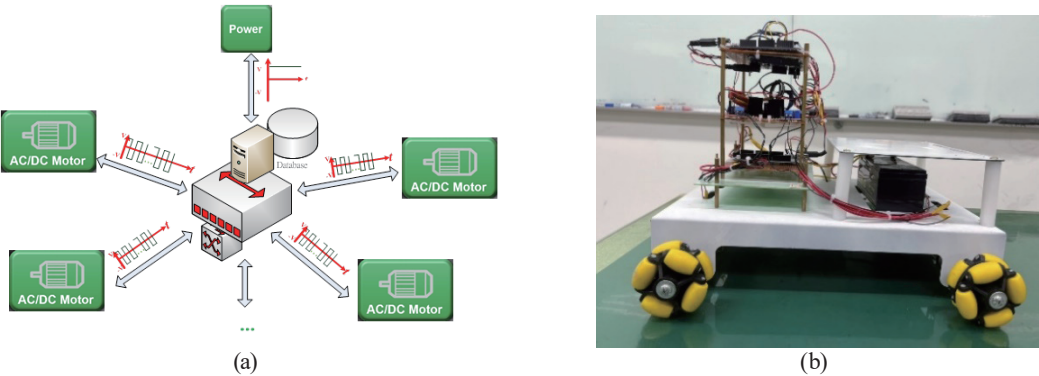 Power
V
t
-V
AC/DC Motor
Database
AC/DC Motor
AC/DC Motor
AC/DC Motor
...
(a)
(b)